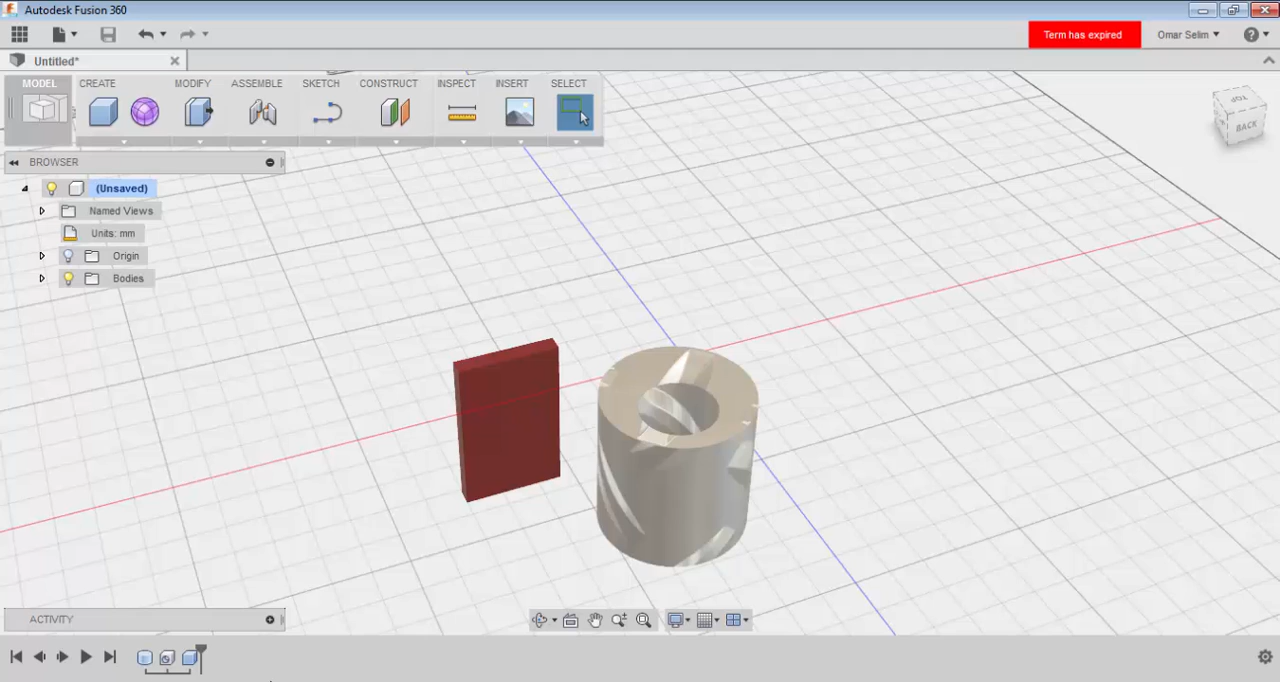 Autodesk Fusion 360
Term has expired
Omar Selim
Untitled*
MODEL
CREATE
MODIFY
ASSEMBLE
SKETCH
CONSTRUCT
INSPECT
INSERT
SELECT
TOP
BACK
BROWSER
(Unsaved)
Named Views
Units: mm
Origin
Bodies
ACTIVITY